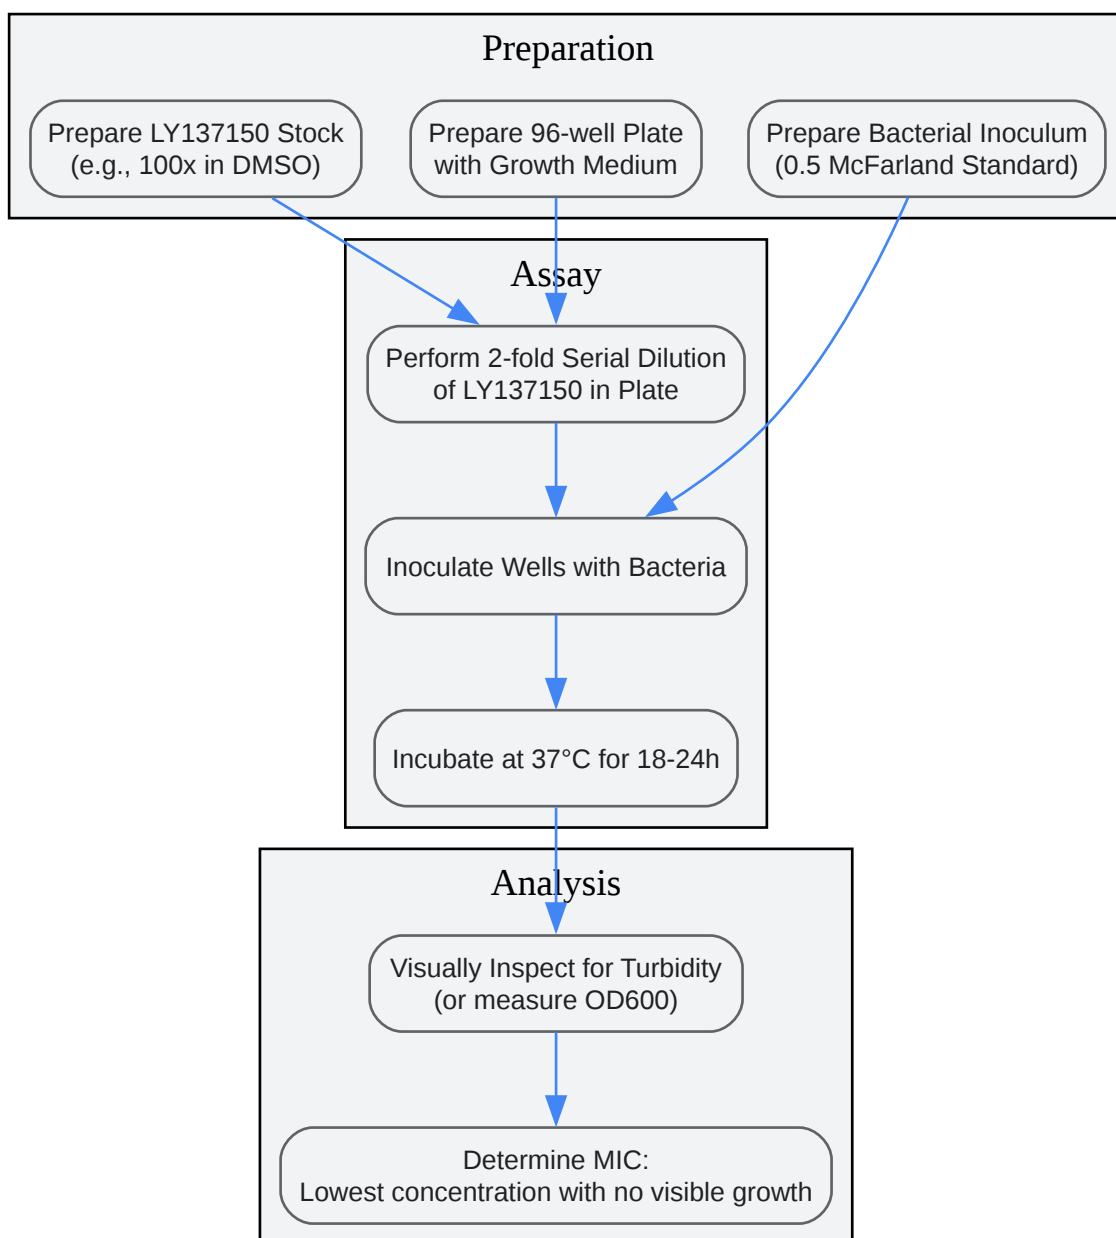 Preparation
Prepare LY137150 Stock
(e.g., 100x in DMSO)
Prepare 96-well Plate
with Growth Medium
Prepare Bacterial Inoculum
(0.5 McFarland Standard)
Assay
Perform 2-fold Serial Dilution
of LY137150 in Plate
Inoculate Wells with Bacteria
Incubate at 37°C for 18-24h
Analysis
Visually Inspect for Turbidity
(or measure OD600)
Determine MIC:
Lowest concentration with no visible growth